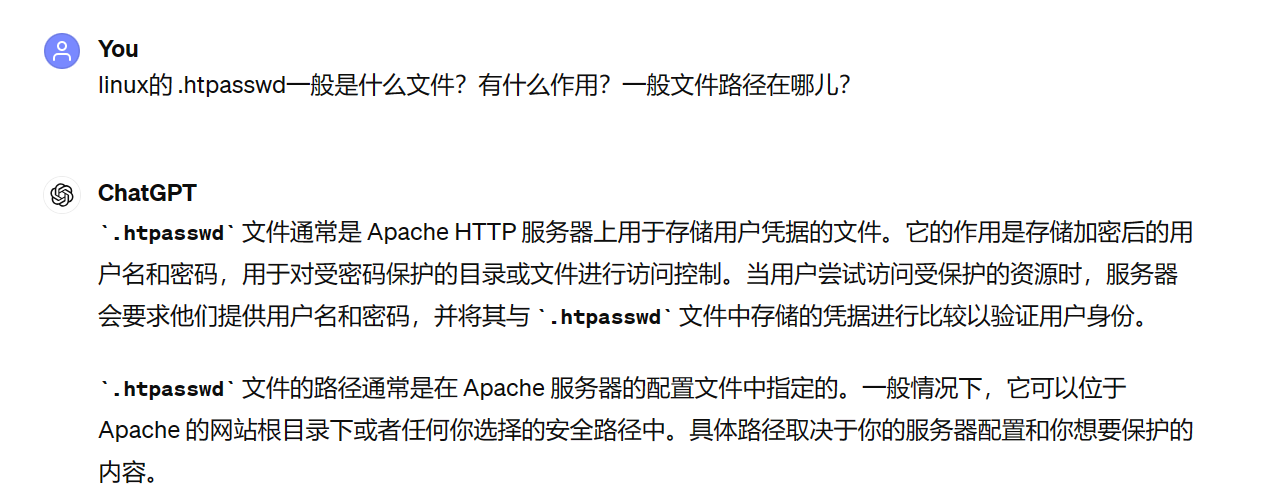 You
linux的 .htpasswd一般是什么文件？有什么作用？一般文件路径在哪儿？
ChatGPT
`.htpasswd` 文件通常是 Apache HTTP 服务器上用于存储用户凭据的文件。它的作用是存储加密后的用
户名和密码，用于对受密码保护的目录或文件进行访问控制。当用户尝试访问受保护的资源时，服务器
会要求他们提供用户名和密码，并将其与 `.htpasswd` 文件中存储的凭据进行比较以验证用户身份。
`.htpasswd` 文件的路径通常是在 Apache 服务器的配置文件中指定的。一般情况下，它可以位于
Apache 的网站根目录下或者任何你选择的安全路径中。具体路径取决于你的服务器配置和你想要保护的
内容。